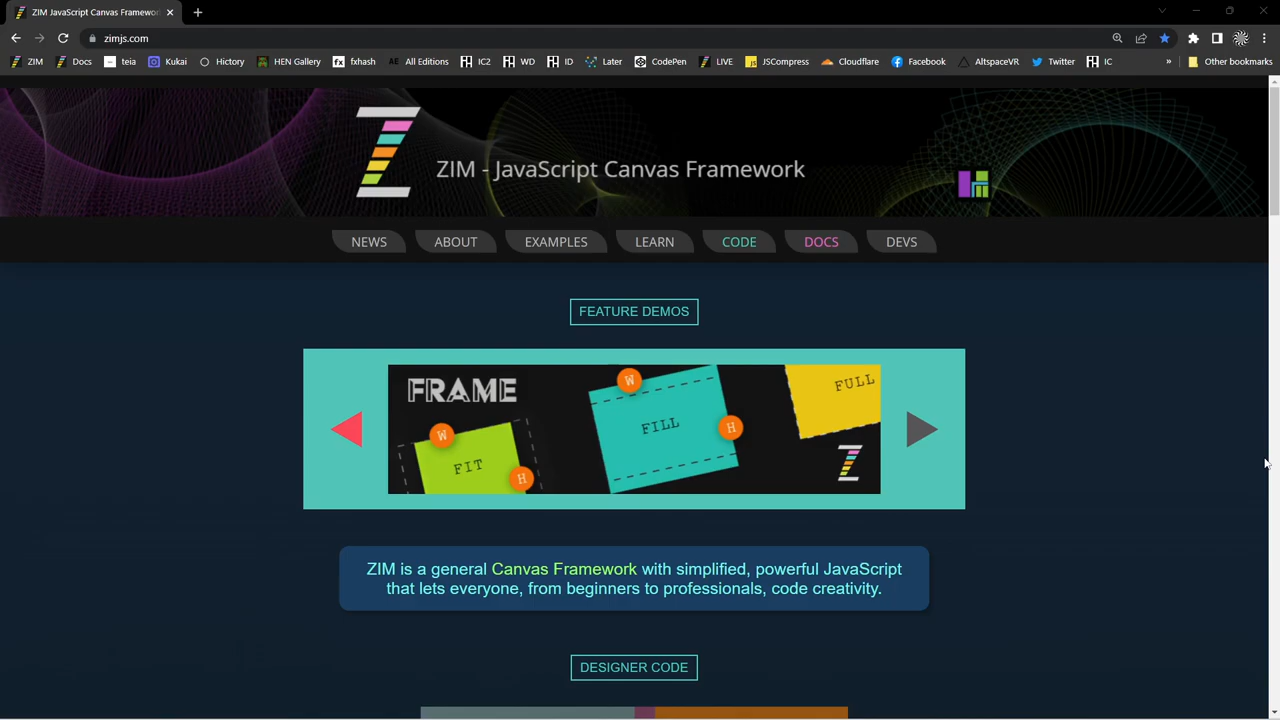 ZIM JavaScript Canvas Framewor
zimjs.com
ZIM Docs teia Kukai Hictory HEN Gallery fxhash All Editions IC2 WD ID Later CodePen LIVE JSCompress Cloudflare Facebook AltspaceVR Twitter IC » Other bookmarks
ZIM - JavaScript Canvas Framework
NEWS ABOUT EXAMPLES LEARN CODE DOCS DEVS
FEATURE DEMOS
FRAME
W
FIT
H
W
FILL
H
FULL
ZIM is a general Canvas Framework with simplified, powerful JavaScript
that lets everyone, from beginners to professionals, code creativity.
DESIGNER CODE